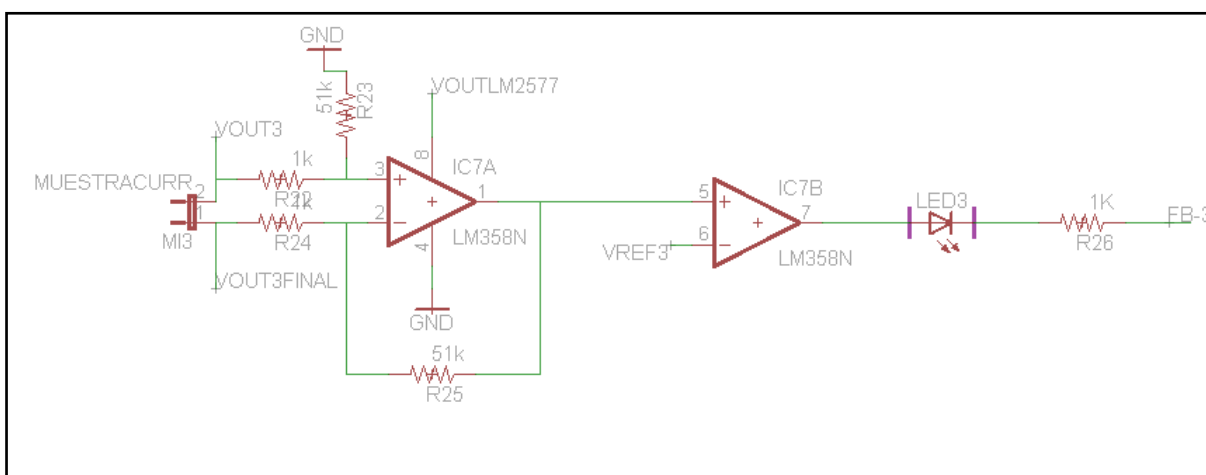 GND
51k
R23
VOUTLM2577
VOUT3
1k
8
IC7A
MUESTRACURR
2
1
R22
3
1
1k
R24
2
LM358N
MI3
4
VOUT3FINAL
GND
51k
R25
5
IC7B
7
6
VREF3
LM358N
LED3
1K
R26
FB-3